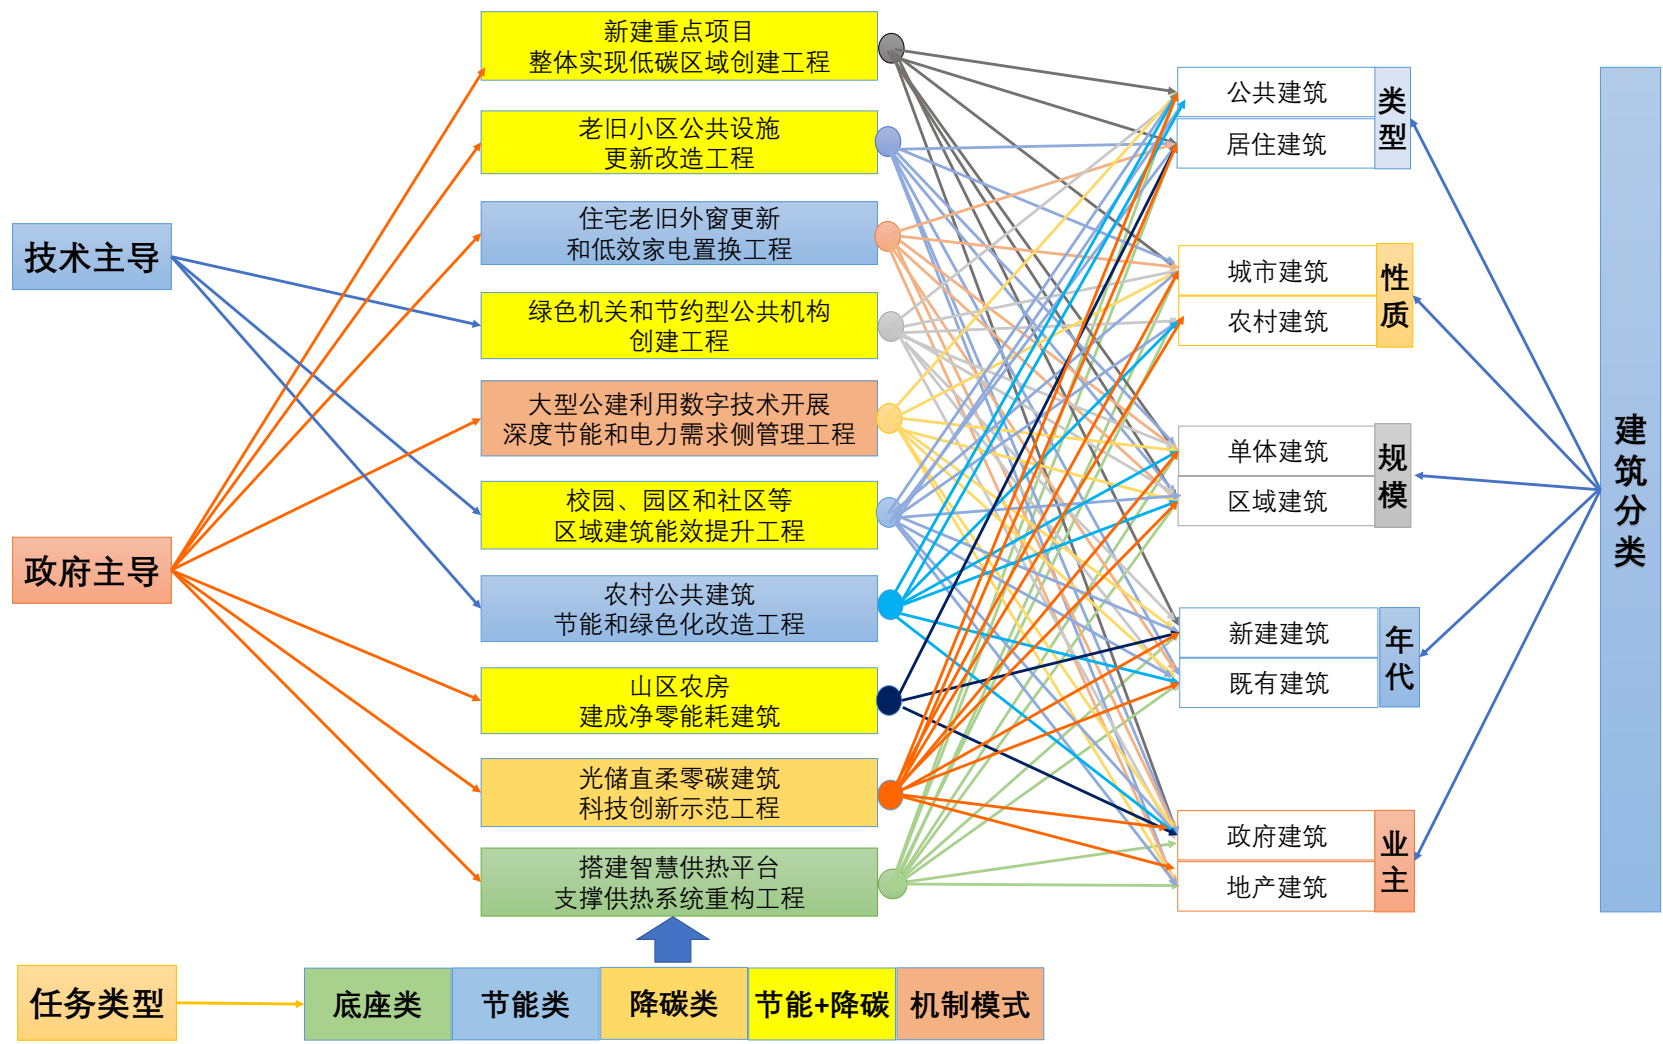 技术主导
政府主导
新建重点项目
整体实现低碳区域创建工程
老旧小区公共设施
更新改造工程
住宅老旧外窗更新
和低效家电置换工程
绿色机关和节约型公共机构
创建工程
大型公建利用数字技术开展
深度节能和电力需求侧管理工程
校园、园区和社区等
区域建筑能效提升工程
农村公共建筑
节能和绿色化改造工程
山区农房
建成净零能耗建筑
光储直柔零碳建筑
科技创新示范工程
搭建智慧供热平台
支撑供热系统重构工程
公共建筑
居住建筑
类型
城市建筑
农村建筑
性质
单体建筑
区域建筑
规模
新建建筑
既有建筑
年代
政府建筑
地产建筑
业主
建筑分类
任务类型
底座类
节能类
降碳类
节能+降碳
机制模式